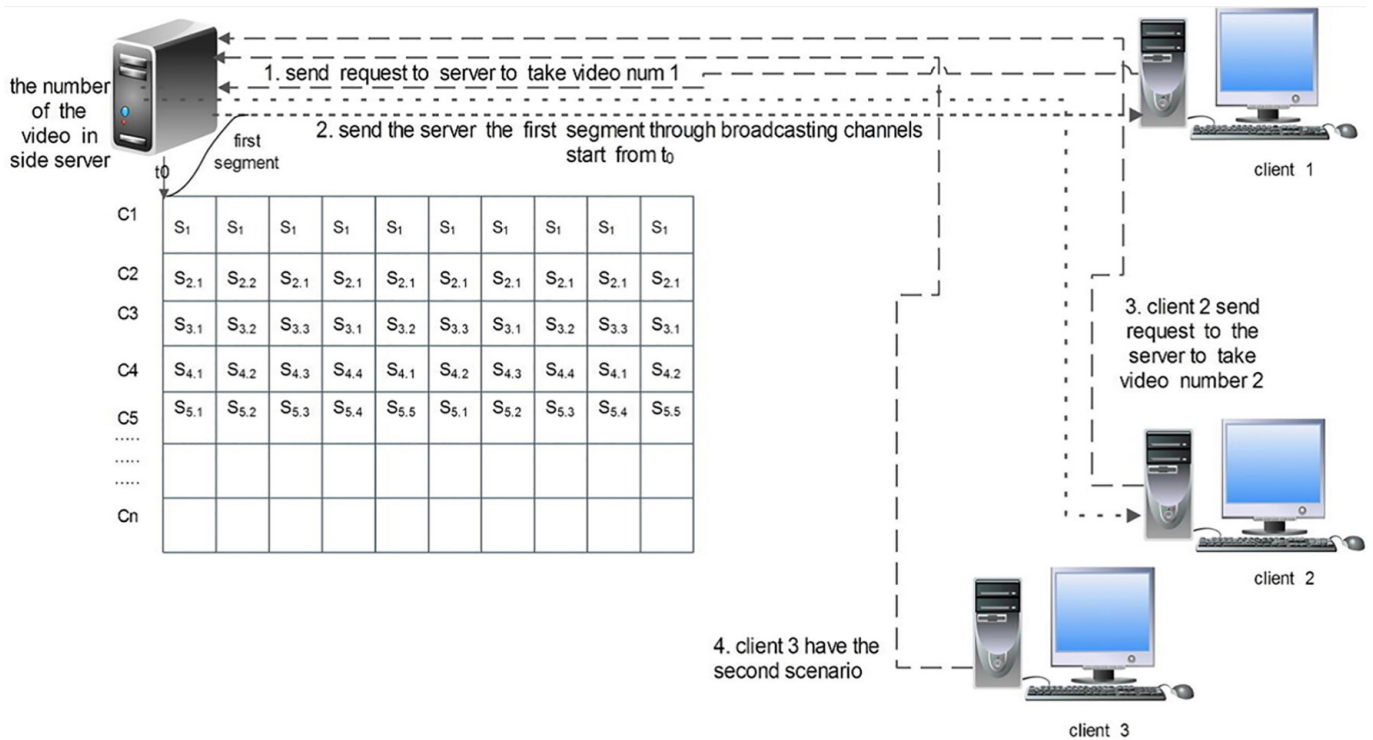 the number
of the
video in
side server
1. send request to server to take video num 1
2. send the server the first segment through broadcasting channels
start from t₀
first
segment
t0
client 1
C1 S₁ S₁ S₁ S₁ S₁ S₁ S₁ S₁ S₁ S₁
C2 S₂.₁ S₂.₂ S₂.₁ S₂.₁ S₂.₁ S₂.₁ S₂.₁ S₂.₁ S₂.₁ S₂.₁
C3 S₃.₁ S₃.₂ S₃.₃ S₃.₁ S₃.₂ S₃.₃ S₃.₁ S₃.₂ S₃.₃ S₃.₁
C4 S₄.₁ S₄.₂ S₄.₃ S₄.₄ S₄.₁ S₄.₂ S₄.₃ S₄.₄ S₄.₁ S₄.₂
C5 S₅.₁ S₅.₂ S₅.₃ S₅.₄ S₅.₅ S₅.₁ S₅.₂ S₅.₃ S₅.₄ S₅.₅
.....
.....
.....
Cn
3. client 2 send
request to the
server to take
video number 2
client 2
4. client 3 have the
second scenario
client 3